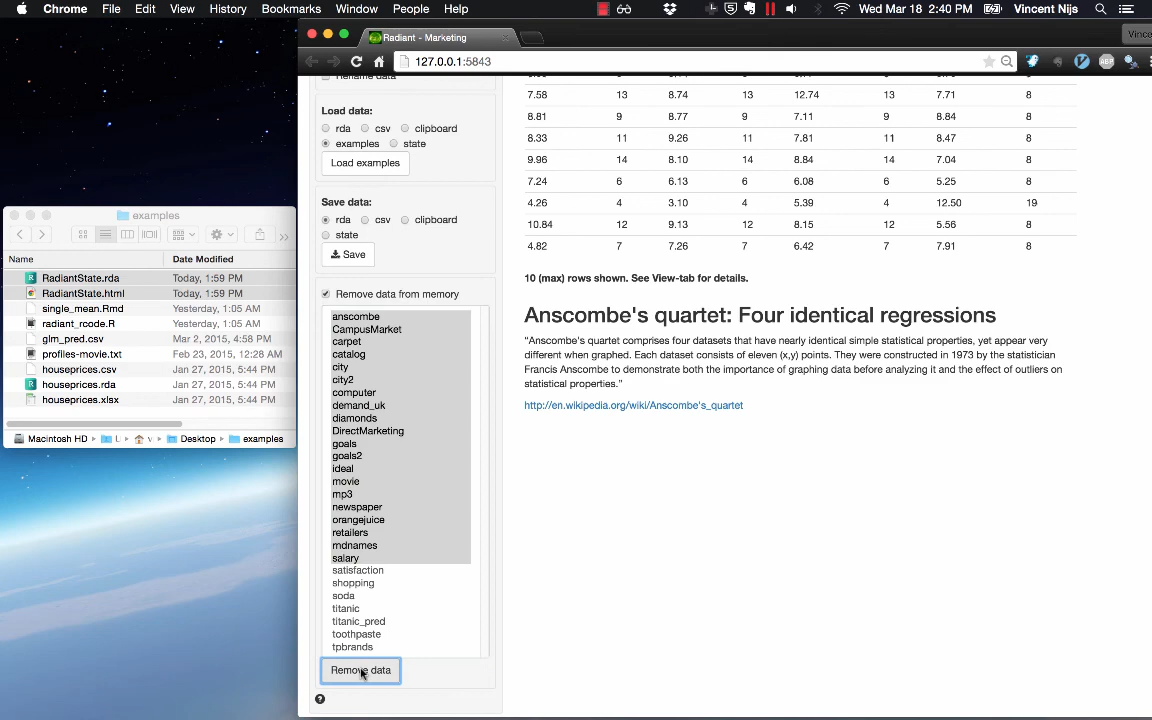 Chrome File Edit View History Bookmarks Window People Help Wed Mar 18 2:40 PM Vincent Nijs
Radiant - Marketing
Vince
127.0.0.1:5843
Load data:
rda csv clipboard
examples state
Load examples
Save data:
rda csv clipboard
state
Save
Remove data from memory
anscombe
CampusMarket
carpet
catalog
city
city2
computer
demand_uk
diamonds
DirectMarketing
goals
goals2
ideal
movie
mp3
newspaper
orangejuice
retailers
rndnames
salary
satisfaction
shopping
soda
titanic
titanic_pred
toothpaste
tpbrands
Remove data
?
7.58 13 8.74 13 12.74 13 7.71 8
8.81 9 8.77 9 7.11 9 8.84 8
8.33 11 9.26 11 7.81 11 8.47 8
9.96 14 8.10 14 8.84 14 7.04 8
7.24 6 6.13 6 6.08 6 5.25 8
4.26 4 3.10 4 5.39 4 12.50 19
10.84 12 9.13 12 8.15 12 5.56 8
4.82 7 7.26 7 6.42 7 7.91 8
10 (max) rows shown. See View-tab for details.
Anscombe's quartet: Four identical regressions
"Anscombe's quartet comprises four datasets that have nearly identical simple statistical properties, yet appear very
different when graphed. Each dataset consists of eleven (x,y) points. They were constructed in 1973 by the statistician
Francis Anscombe to demonstrate both the importance of graphing data before analyzing it and the effect of outliers on
statistical properties."
http://en.wikipedia.org/wiki/Anscombe's_quartet
examples
Name Date Modified
RadiantState.rda Today, 1:59 PM
RadiantState.html Today, 1:59 PM
single_mean.Rmd Yesterday, 1:05 AM
radiant_rcode.R Yesterday, 1:05 AM
glm_pred.csv Mar 2, 2015, 4:58 PM
profiles-movie.txt Feb 23, 2015, 12:28 AM
houseprices.csv Jan 27, 2015, 5:44 PM
houseprices.rda Jan 27, 2015, 5:44 PM
houseprices.xlsx Jan 27, 2015, 5:44 PM
Macintosh HD Desktop examples